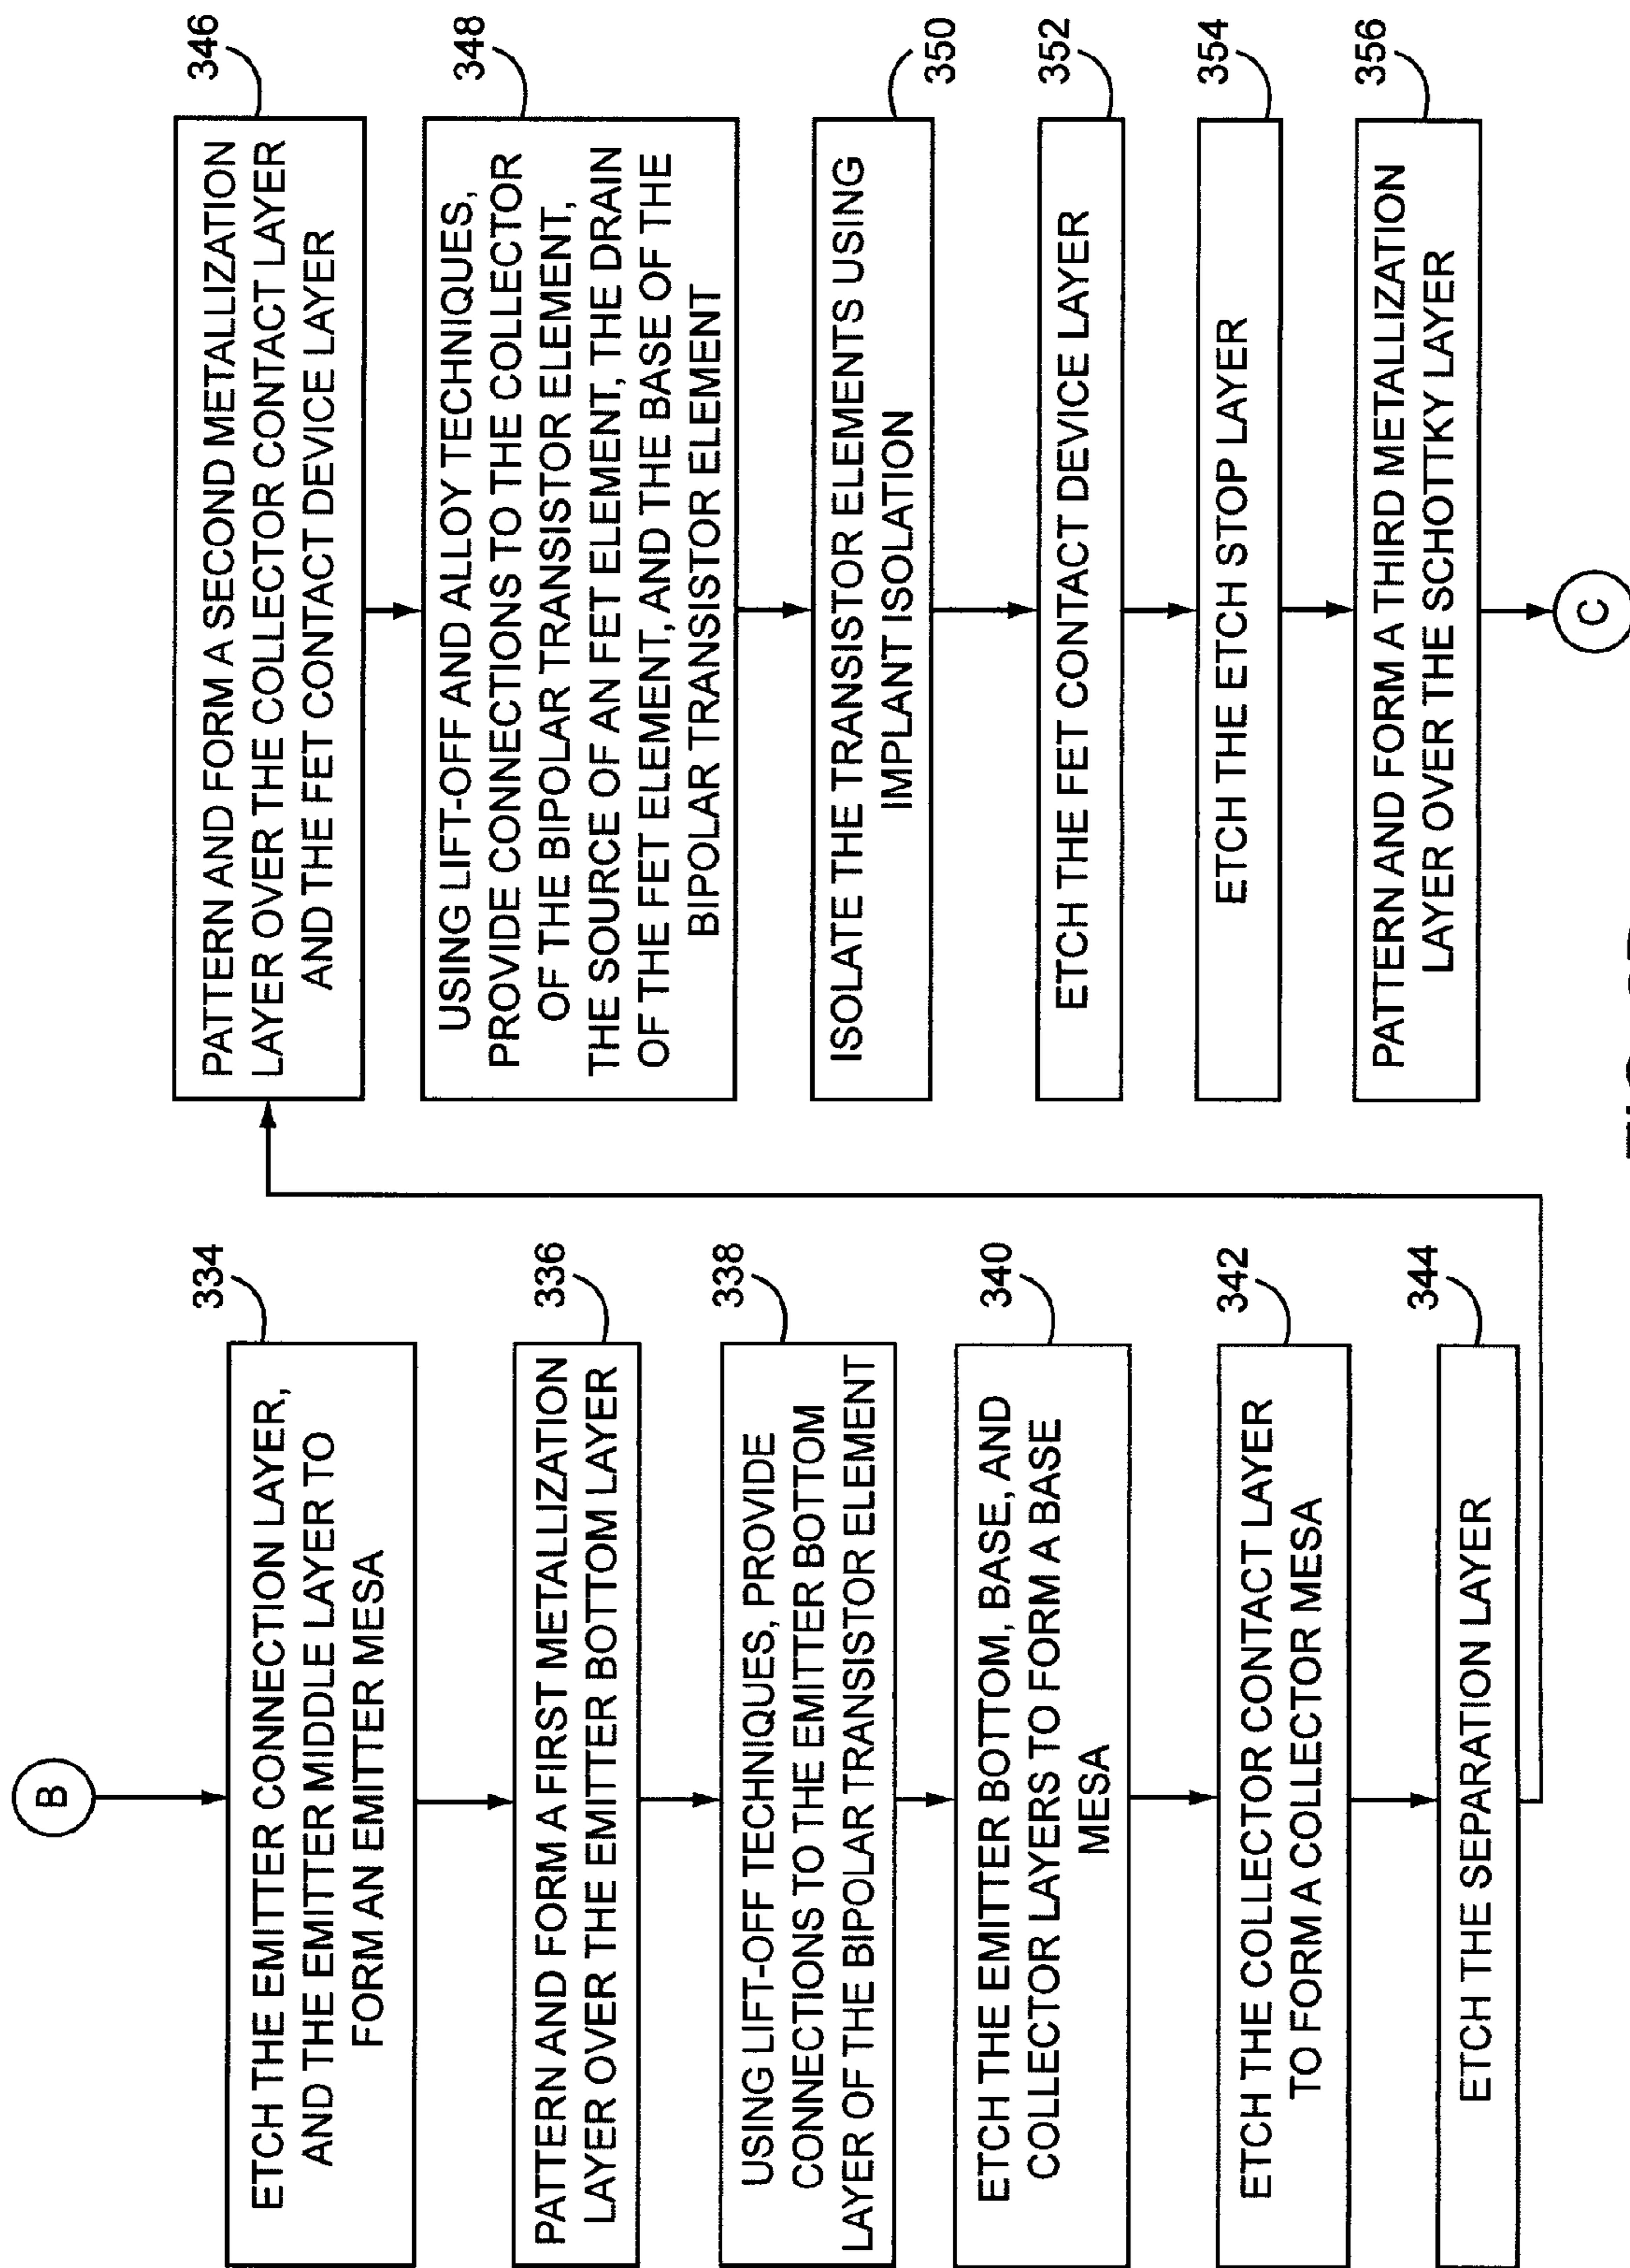 B
334
ETCH THE EMITTER CONNECTION LAYER,
AND THE EMITTER MIDDLE LAYER TO
FORM AN EMITTER MESA
336
PATTERN AND FORM A FIRST METALLIZATION
LAYER OVER THE EMITTER BOTTOM LAYER
338
USING LIFT-OFF TECHNIQUES, PROVIDE
CONNECTIONS TO THE EMITTER BOTTOM
LAYER OF THE BIPOLAR TRANSISTOR ELEMENT
340
ETCH THE EMITTER BOTTOM, BASE, AND
COLLECTOR LAYERS TO FORM A BASE
MESA
342
ETCH THE COLLECTOR CONTACT LAYER
TO FORM A COLLECTOR MESA
344
ETCH THE SEPARATION LAYER
346
PATTERN AND FORM A SECOND METALLIZATION
LAYER OVER THE COLLECTOR CONTACT LAYER
AND THE FET CONTACT DEVICE LAYER
348
USING LIFT-OFF AND ALLOY TECHNIQUES,
PROVIDE CONNECTIONS TO THE COLLECTOR
OF THE BIPOLAR TRANSISTOR ELEMENT,
THE SOURCE OF AN FET ELEMENT, THE DRAIN
OF THE FET ELEMENT, AND THE BASE OF THE
BIPOLAR TRANSISTOR ELEMENT
350
ISOLATE THE TRANSISTOR ELEMENTS USING
IMPLANT ISOLATION
352
ETCH THE FET CONTACT DEVICE LAYER
354
ETCH THE ETCH STOP LAYER
356
PATTERN AND FORM A THIRD METALLIZATION
LAYER OVER THE SCHOTTKY LAYER
C